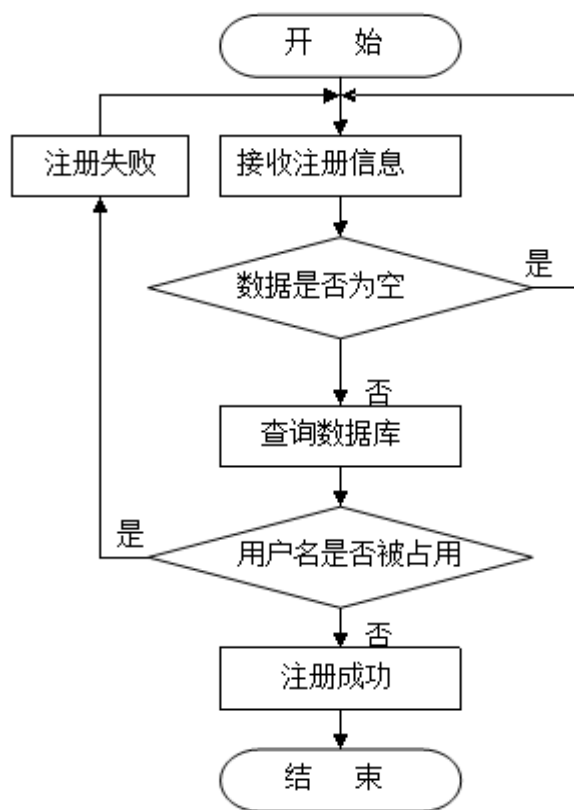 开 始
注册失败
接收注册信息
数据是否为空
是
否
查询数据库
是
用户名是否被占用
否
注册成功
结 束